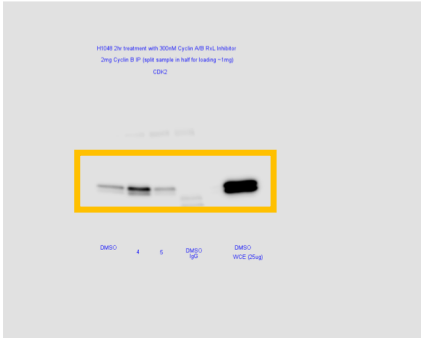 H1048 2hr treatment with 300nM Cyclin A/B RxL Inhibitor
2mg Cyclin B IP (split sample in half for loading ~1mg)
CDK2
DMSO 4 5 DMSO IgG DMSO WCE (25ug)